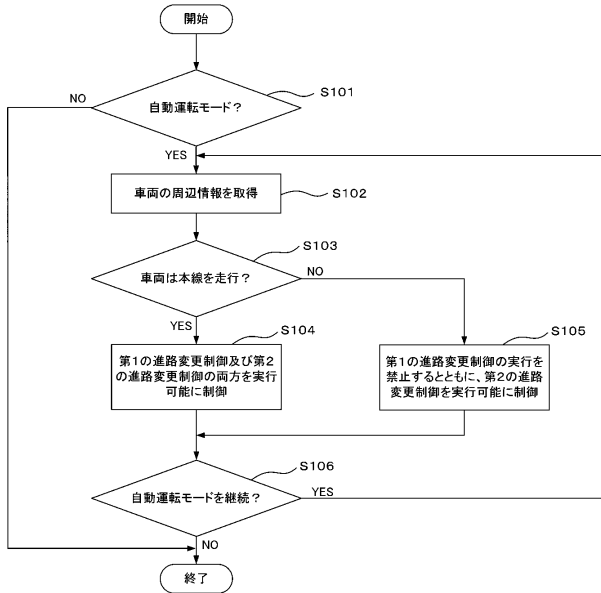 開始
自動運転モード？
S101
NO
YES
車両の周辺情報を取得
S102
車両は本線を走行？
S103
NO
YES
第1の進路変更制御及び第2
の進路変更制御の両方を実行
可能に制御
S104
第1の進路変更制御の実行を
禁止するとともに、第2の進路
変更制御を実行可能に制御
S105
自動運転モードを継続？
S106
YES
NO
終了